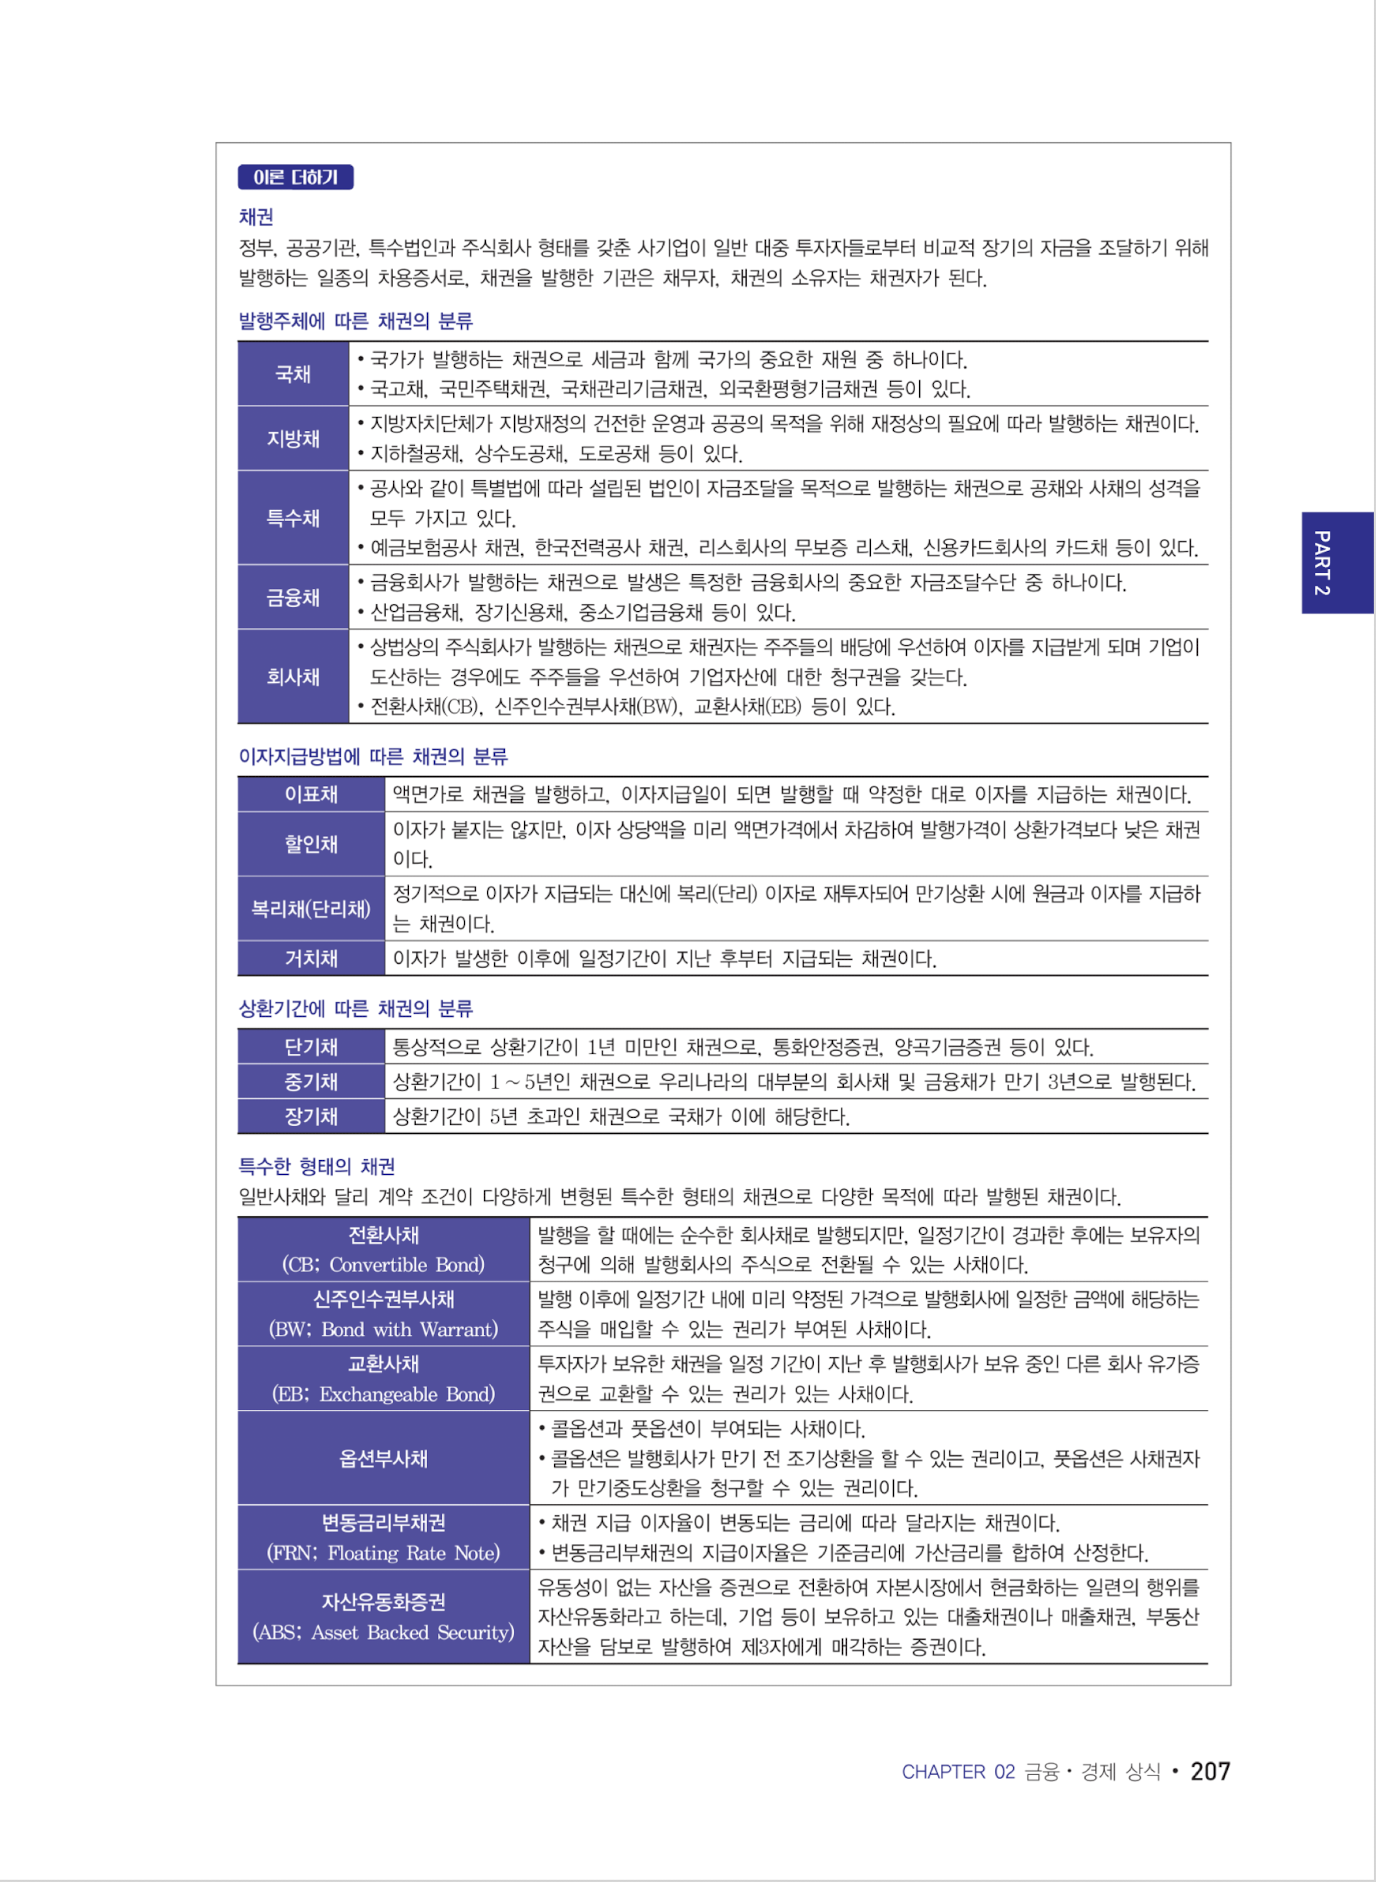 이론 더하기
채권
정부, 공공기관, 특수법인과 주식회사 형태를 갖춘 사기업이 일반 대중 투자자들로부터 비교적 장기의 자금을 조달하기 위해
발행하는 일종의 차용증서로, 채권을 발행한 기관은 채무자, 채권의 소유자는 채권자가 된다.
발행주체에 따른 채권의 분류
국채
• 국가가 발행하는 채권으로 세금과 함께 국가의 중요한 재원 중 하나이다.
• 국고채, 국민주택채권, 국채관리기금채권, 외국환평형기금채권 등이 있다.
지방채
• 지방자치단체가 지방재정의 건전한 운영과 공공의 목적을 위해 재정상의 필요에 따라 발행하는 채권이다.
• 지하철공채, 상수도공채, 도로공채 등이 있다.
특수채
• 공사와 같이 특별법에 따라 설립된 법인이 자금조달을 목적으로 발행하는 채권으로 공채와 사채의 성격을
모두 가지고 있다.
• 예금보험공사 채권, 한국전력공사 채권, 리스회사의 무보증 리스채, 신용카드회사의 카드채 등이 있다.
금융채
• 금융회사가 발행하는 채권으로 발생은 특정한 금융회사의 중요한 자금조달수단 중 하나이다.
• 산업금융채, 장기신용채, 중소기업금융채 등이 있다.
회사채
• 상법상의 주식회사가 발행하는 채권으로 채권자는 주주들의 배당에 우선하여 이자를 지급받게 되며 기업이
도산하는 경우에도 주주들을 우선하여 기업자산에 대한 청구권을 갖는다.
• 전환사채(CB), 신주인수권부사채(BW), 교환사채(EB) 등이 있다.
이자지급방법에 따른 채권의 분류
이표채
액면가로 채권을 발행하고, 이자지급일이 되면 발행할 때 약정한 대로 이자를 지급하는 채권이다.
할인채
이자가 붙지는 않지만, 이자 상당액을 미리 액면가격에서 차감하여 발행가격이 상환가격보다 낮은 채권
이다.
복리채(단리채)
정기적으로 이자가 지급되는 대신에 복리(단리) 이자로 재투자되어 만기상환 시에 원금과 이자를 지급하
는 채권이다.
거치채
이자가 발생한 이후에 일정기간이 지난 후부터 지급되는 채권이다.
상환기간에 따른 채권의 분류
단기채
통상적으로 상환기간이 1년 미만인 채권으로, 통화안정증권, 양곡기금증권 등이 있다.
중기채
상환기간이 1~5년인 채권으로 우리나라의 대부분의 회사채 및 금융채가 만기 3년으로 발행된다.
장기채
상환기간이 5년 초과인 채권으로 국채가 이에 해당한다.
특수한 형태의 채권
일반사채와 달리 계약 조건이 다양하게 변형된 특수한 형태의 채권으로 다양한 목적에 따라 발행된 채권이다.
전환사채
(CB; Convertible Bond)
발행을 할 때에는 순수한 회사채로 발행되지만, 일정기간이 경과한 후에는 보유자의
청구에 의해 발행회사의 주식으로 전환될 수 있는 사채이다.
신주인수권부사채
(BW; Bond with Warrant)
발행 이후에 일정기간 내에 미리 약정된 가격으로 발행회사에 일정한 금액에 해당하는
주식을 매입할 수 있는 권리가 부여된 사채이다.
교환사채
(EB; Exchangeable Bond)
투자자가 보유한 채권을 일정 기간이 지난 후 발행회사가 보유 중인 다른 회사 유가증
권으로 교환할 수 있는 권리가 있는 사채이다.
옵션부사채
• 콜옵션과 풋옵션이 부여되는 사채이다.
• 콜옵션은 발행회사가 만기 전 조기상환을 할 수 있는 권리이고, 풋옵션은 사채권자
가 만기중도상환을 청구할 수 있는 권리이다.
변동금리부채권
(FRN; Floating Rate Note)
• 채권 지급 이자율이 변동되는 금리에 따라 달라지는 채권이다.
• 변동금리부채권의 지급이자율은 기준금리에 가산금리를 합하여 산정한다.
자산유동화증권
(ABS; Asset Backed Security)
유동성이 없는 자산을 증권으로 전환하여 자본시장에서 현금화하는 일련의 행위를
자산유동화라고 하는데, 기업 등이 보유하고 있는 대출채권이나 매출채권, 부동산
자산을 담보로 발행하여 제3자에게 매각하는 증권이다.
PART 2
CHAPTER 02 금융 • 경제 상식 • 207